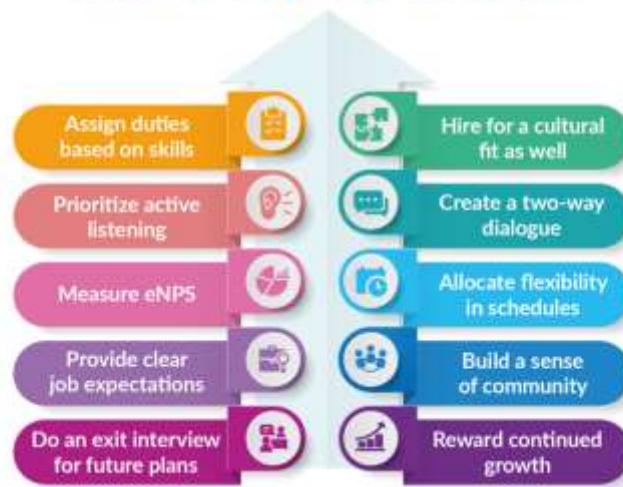 Assign duties
based on skills
Hire for a cultural
fit as well
Prioritize active
listening
Create a two-way
dialogue
Measure eNPS
Allocate flexibility
in schedules
Provide clear
job expectations
Build a sense
of community
Do an exit interview
for future plans
Reward continued
growth